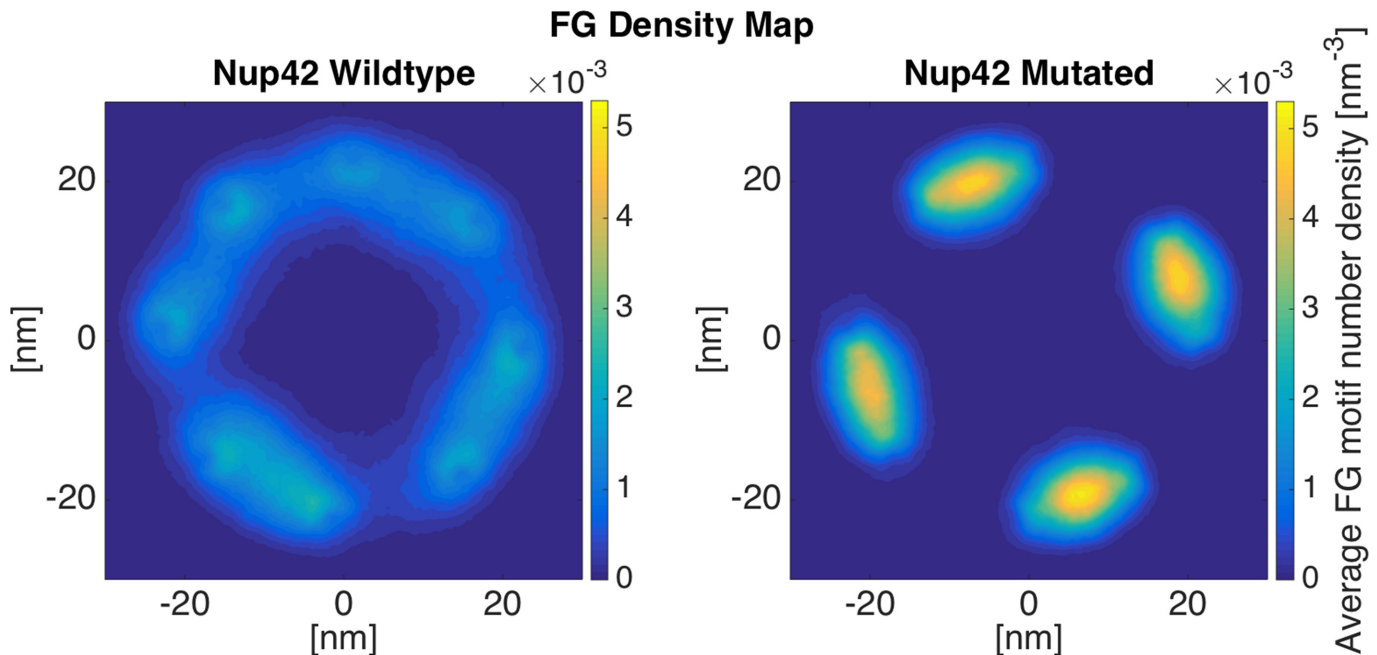 FG Density Map
Nup42 Wildtype
×10-3
5
4
3
2
1
0
20
0
-20
[nm]
-20 0 20
[nm]
Nup42 Mutated
×10-3
5
4
3
2
1
0
20
0
-20
[nm]
-20 0 20
[nm]
Average FG motif number density [nm-3]